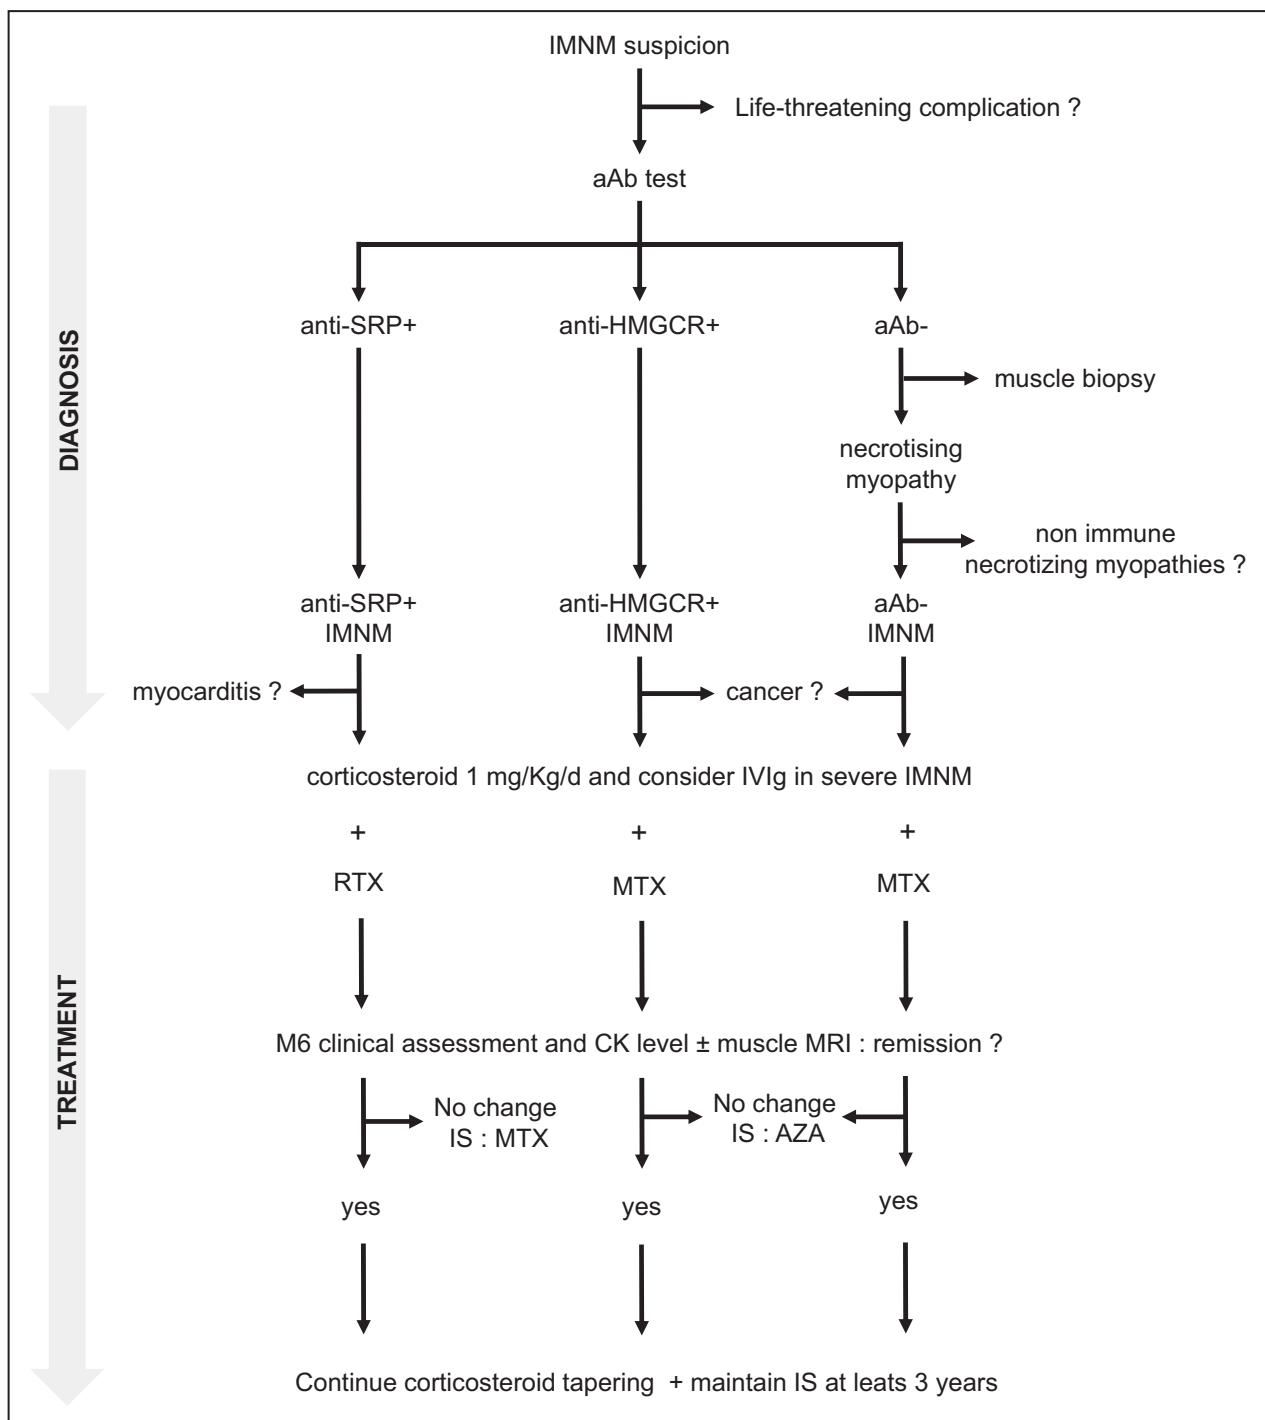 IMNM suspicion
Life-threatening complication ?
aAb test
DIAGNOSIS
anti-SRP+
anti-HMGCR+
aAb-
muscle biopsy
necrotising
myopathy
non immune
necrotizing myopathies ?
anti-SRP+
IMNM
anti-HMGCR+
IMNM
aAb-
IMNM
myocarditis ?
cancer ?
TREATMENT
corticosteroid 1 mg/Kg/d and consider IVIg in severe IMNM
+
+
+
RTX
MTX
MTX
M6 clinical assessment and CK level ± muscle MRI : remission ?
No change
IS : MTX
No change
IS : AZA
yes
yes
yes
Continue corticosteroid tapering + maintain IS at leats 3 years